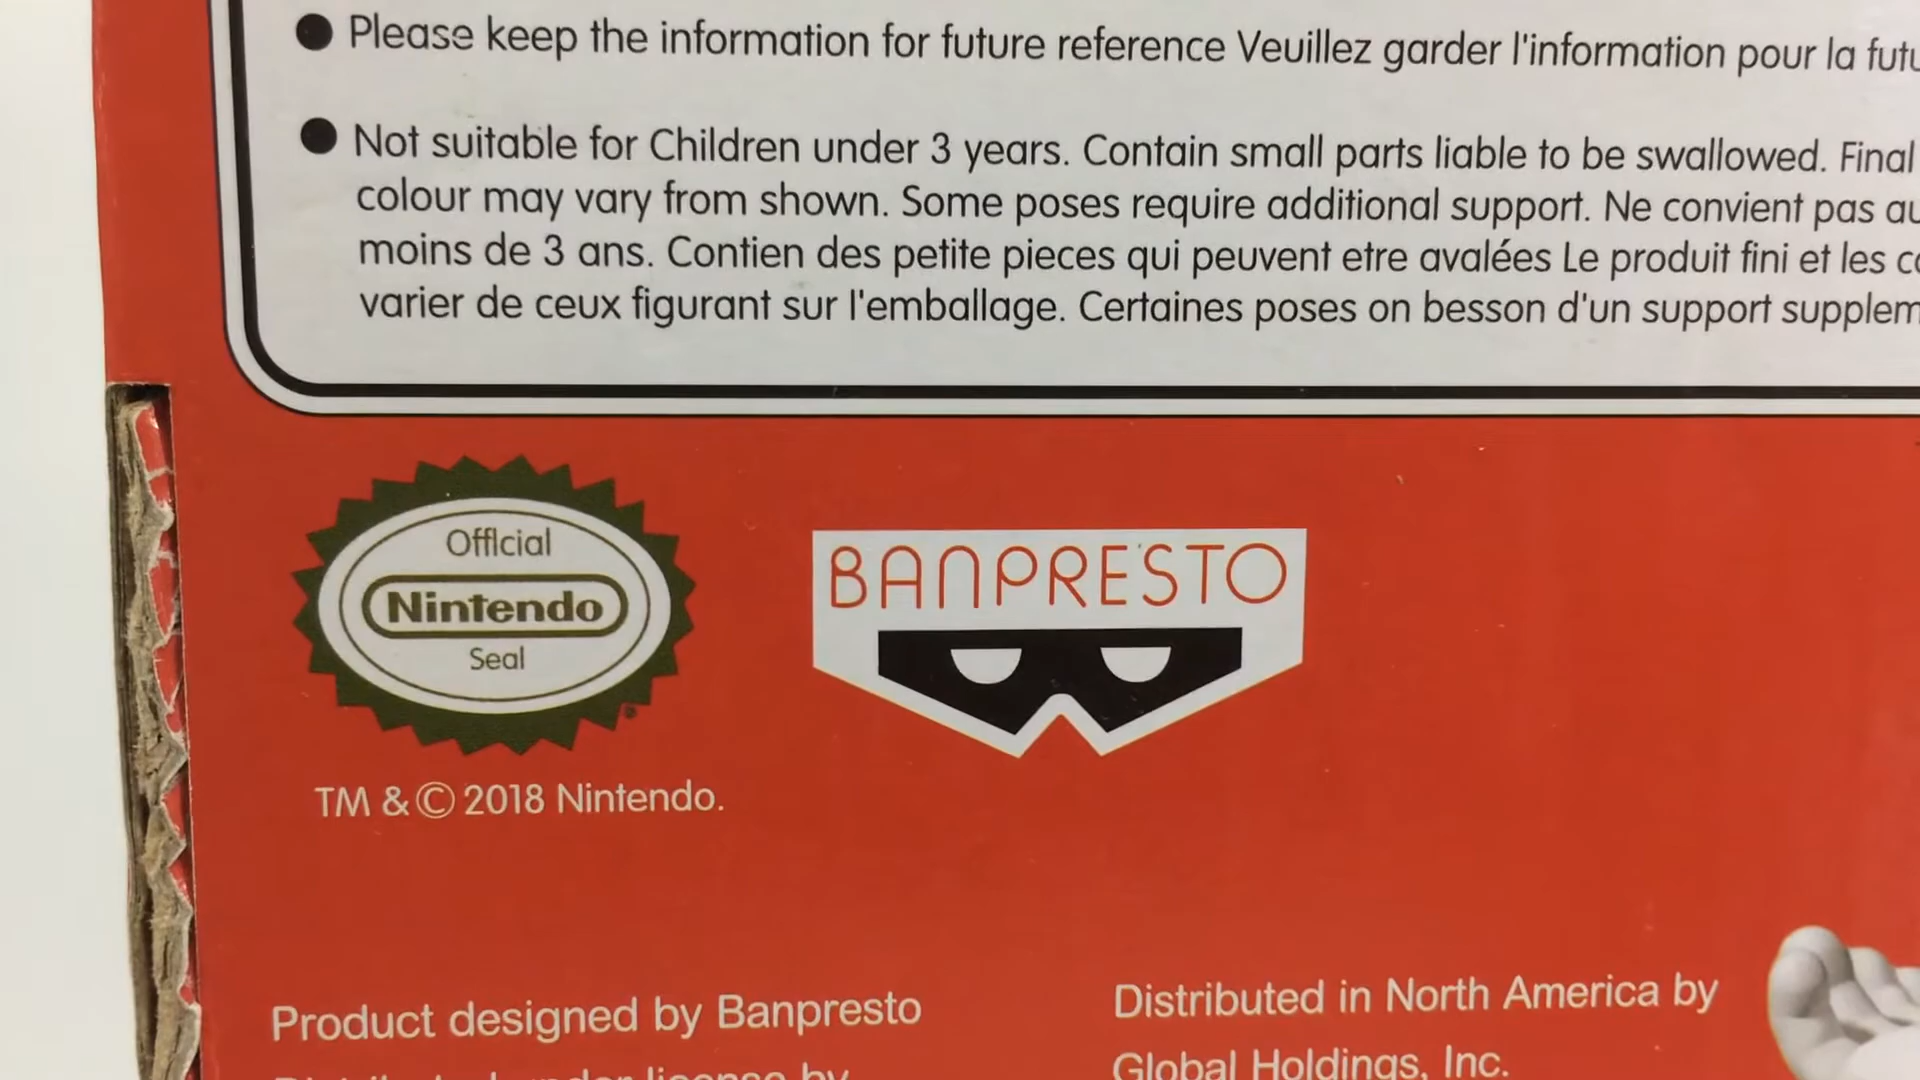 ● Please keep the information for future reference Veuillez garder l'information pour la futu
● Not suitable for Children under 3 years. Contain small parts liable to be swallowed. Final
colour may vary from shown. Some poses require additional support. Ne convient pas au
moins de 3 ans. Contien des petite pieces qui peuvent etre avalées Le produit fini et les co
varier de ceux figurant sur l'emballage. Certaines poses on besson d'un support supplem
Official
Nintendo
Seal
BANPRESTO
TM & © 2018 Nintendo.
Product designed by Banpresto
Distributed in North America by
Global Holdings, Inc.
under license by